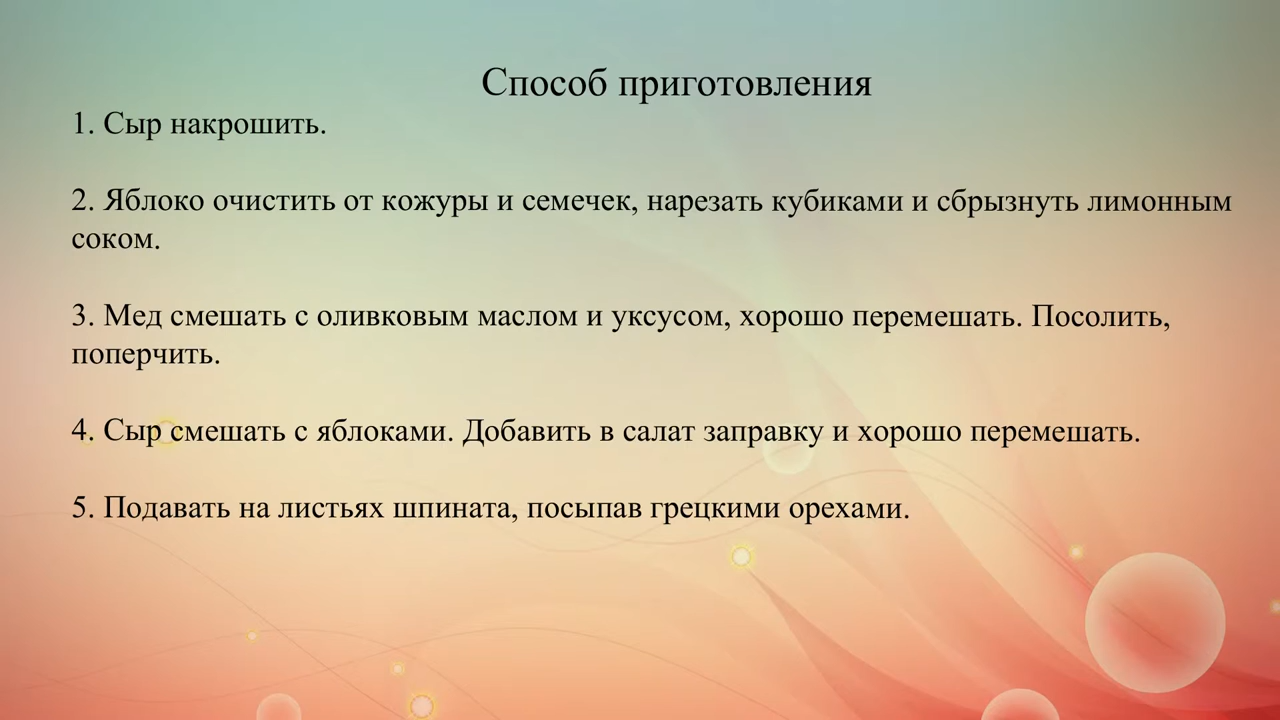 Способ приготовления
1. Сыр накрошить.
2. Яблоко очистить от кожуры и семечек, нарезать кубиками и сбрызнуть лимонным
соком.
3. Мед смешать с оливковым маслом и уксусом, хорошо перемешать. Посолить,
поперчить.
4. Сыр смешать с яблоками. Добавить в салат заправку и хорошо перемешать.
5. Подавать на листьях шпината, посыпав грецкими орехами.